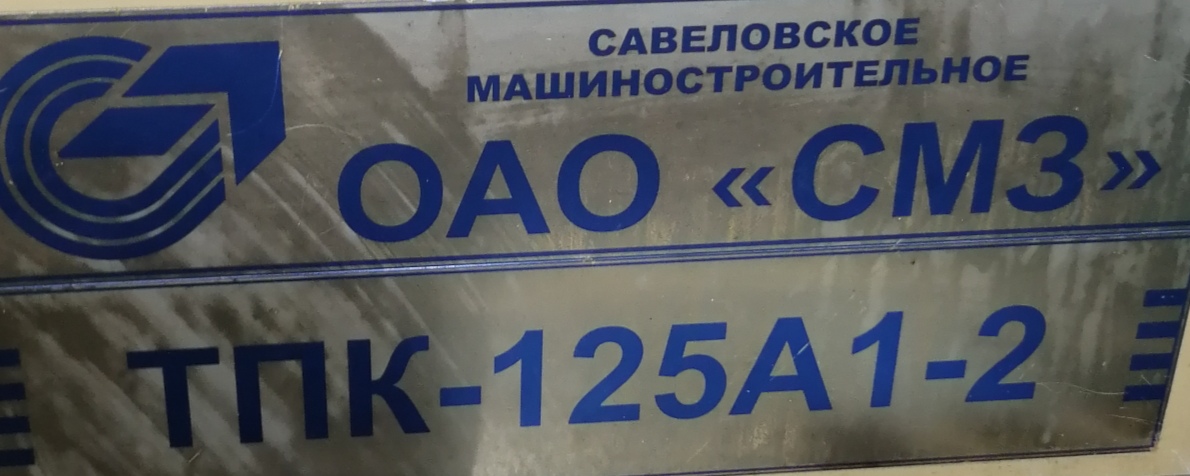 САВЕЛОВСКОЕ
МАШИНОСТРОИТЕЛЬНОЕ
ОАО «СМЗ»
ТПК-125А1-2